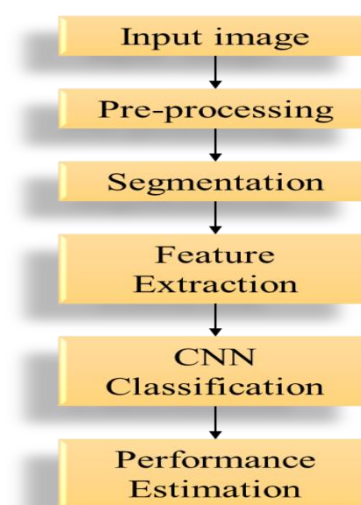 Input image
Pre-processing
Segmentation
Feature
Extraction
CNN
Classification
Performance
Estimation